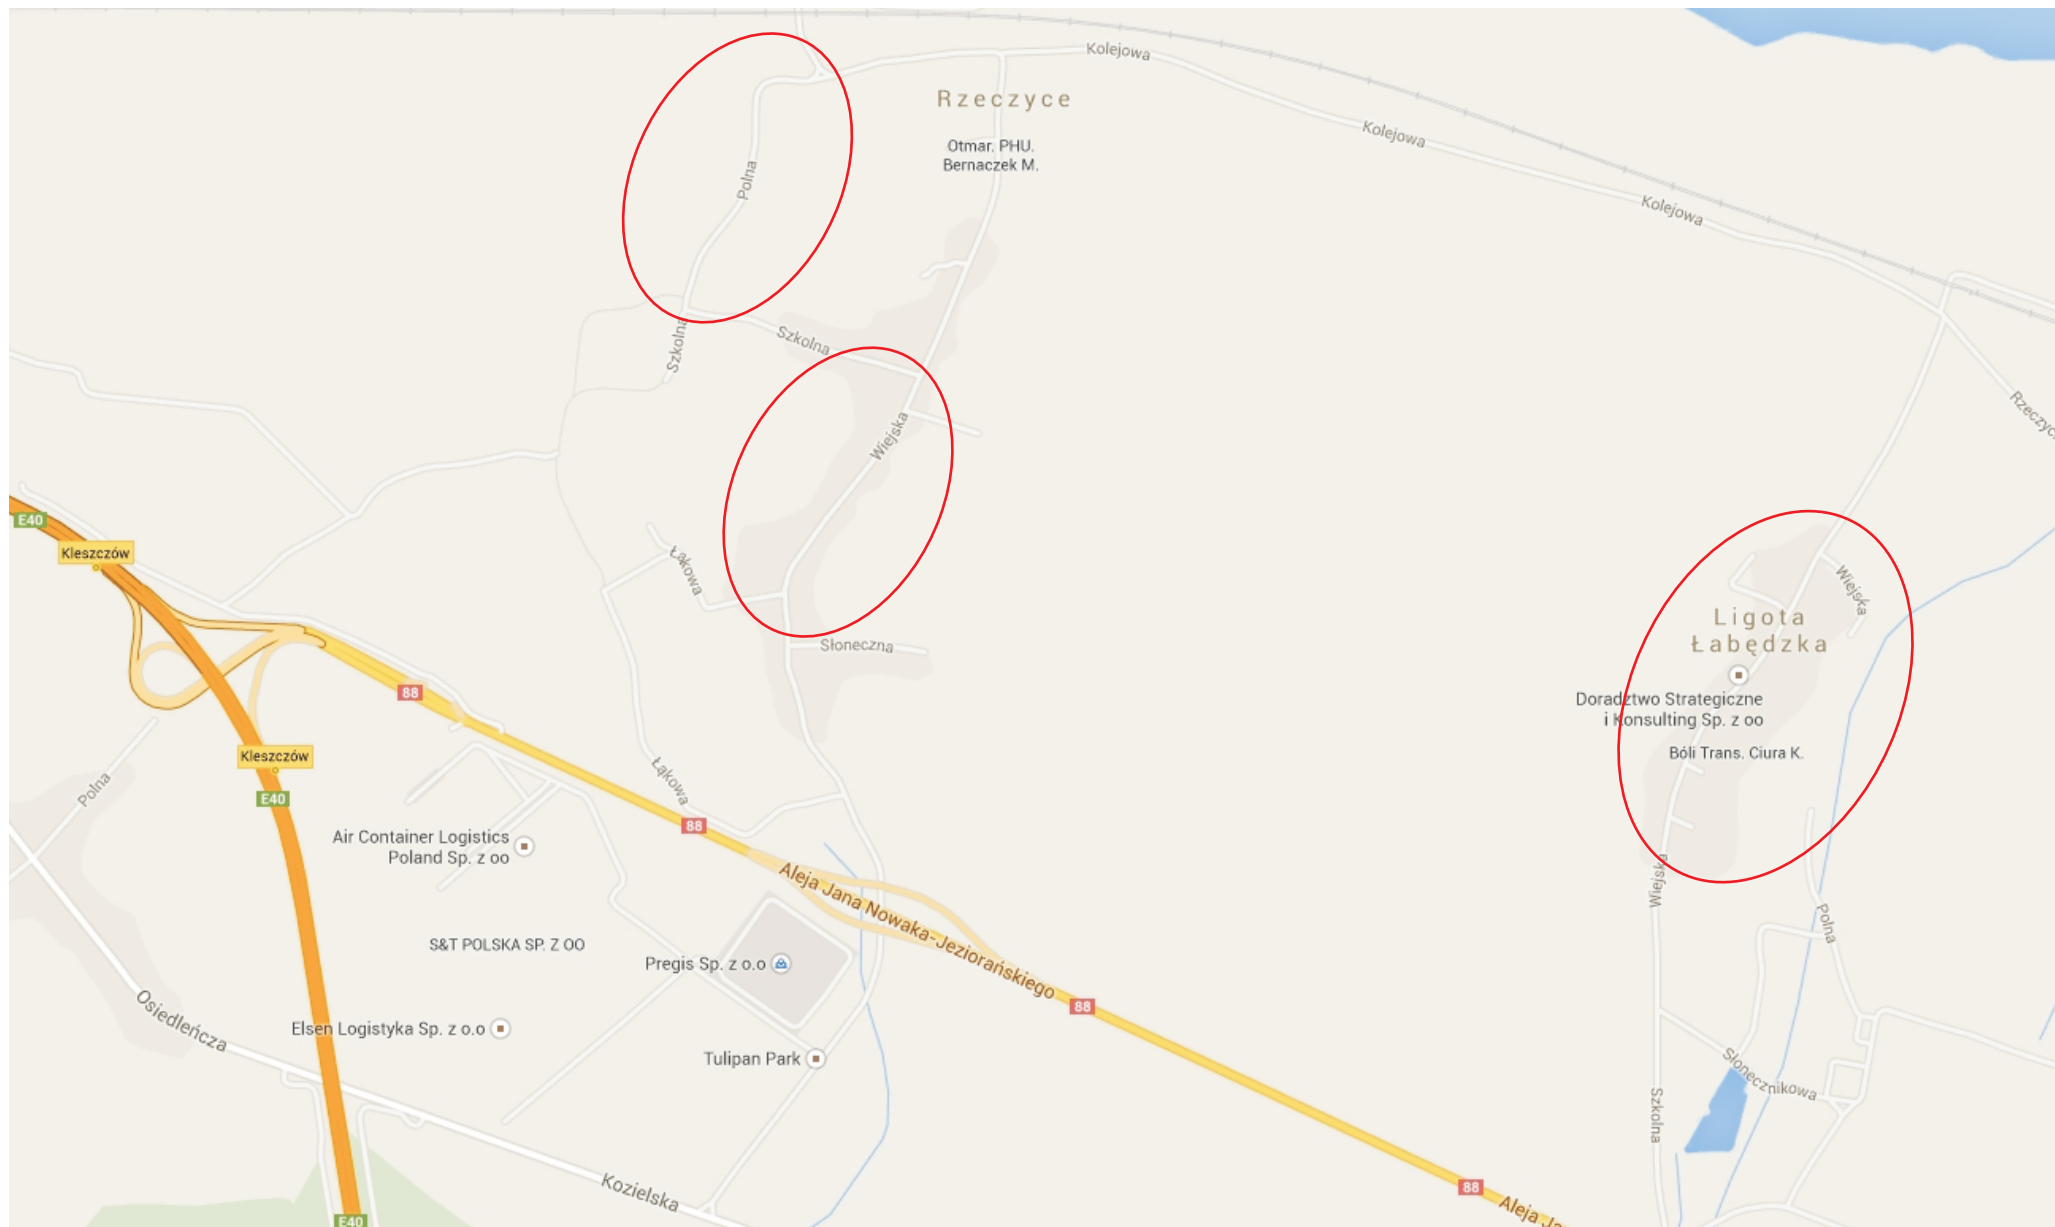 Kolejowa
Rzeczyce
Otmar. PHU.
Bernaczek M.
Kolejowa
Polna
Kolejowa
Szkolna
Szkolna
Wiejska
Rzeczyc
E40
Kleszczów
Łąkowa
Wiejska
Ligota
Łabędzka
Słoneczna
88
Doradztwo Strategiczne
i Konsulting Sp. z oo
Bóli Trans. Ciura K.
Kleszczów
Polna
Łąkowa
E40
88
Air Container Logistics
Poland Sp. z oo
Wiejska
Aleja Jana Nowaka-Jeziorańskiego
Polna
S&T POLSKA SP. Z OO
Pregis Sp. z o.o
88
Osiedleńcza
Elsen Logistyka Sp. z o.o
Tulipan Park
Słonecznikowa
Szkolna
Kozielska
88
Aleja Ja
E40